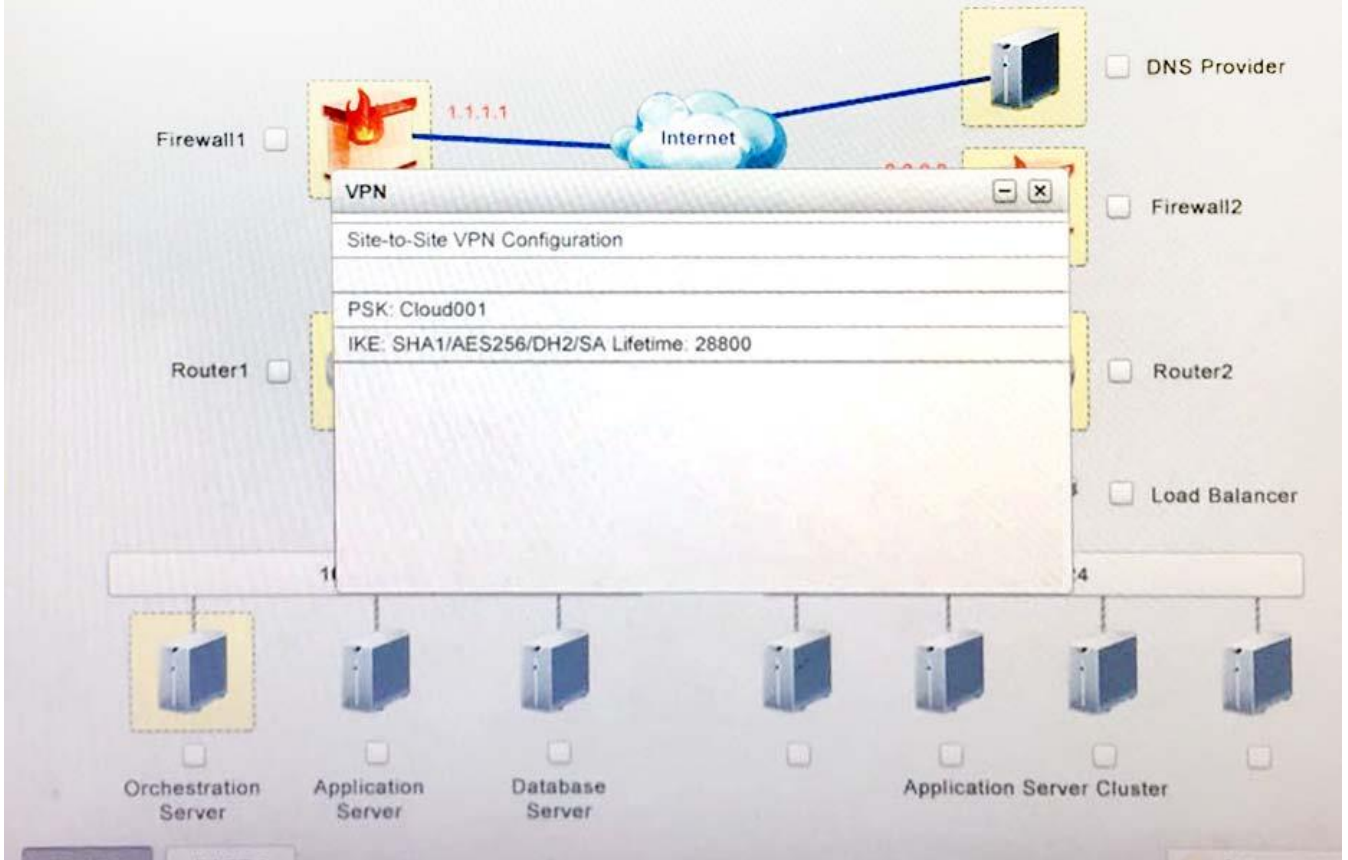 DNS Provider
1.1.1.1
Firewall1
Internet
VPN
Firewall2
Site-to-Site VPN Configuration
PSK: Cloud001
IKE: SHA1/AES256/DH2/SA Lifetime: 28800
Router1
Router2
Load Balancer
Orchestration
Server
Application
Server
Database
Server
Application Server Cluster